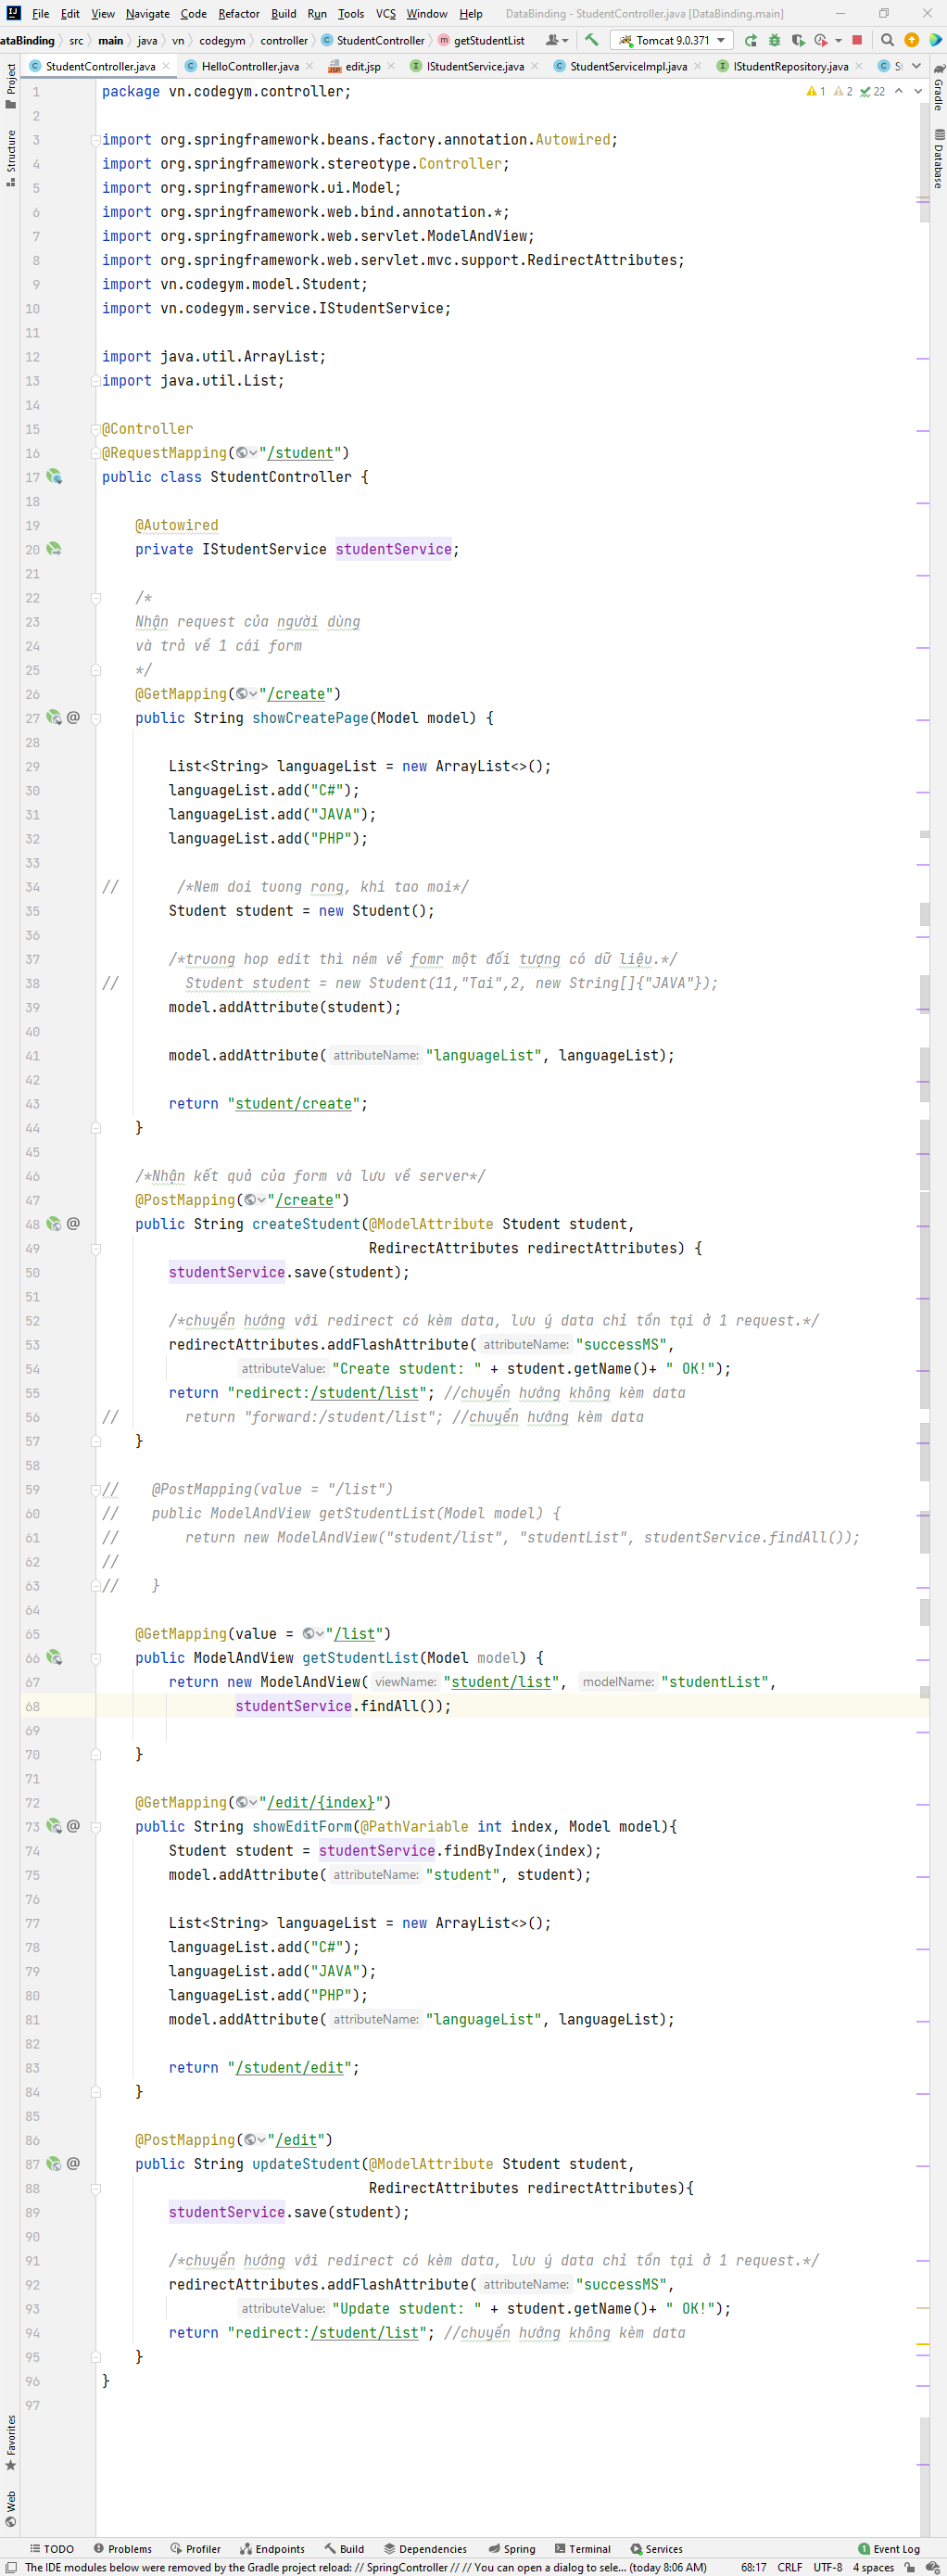 File Edit View Navigate Code Refactor Build Run Tools VCS Window Help DataBinding - StudentController.java [DataBinding.main]
ataBinding src main java vn codegym controller StudentController getStudentList Tomcat 9.0.371
StudentController.java HelloController.java edit.jsp IStudentService.java StudentServiceImpl.java IStudentRepository.java
Project
Structure
Favorites
Web
Gradle
Database
1 2 22
1 package vn.codegym.controller;
2
3 import org.springframework.beans.factory.annotation.Autowired;
4 import org.springframework.stereotype.Controller;
5 import org.springframework.ui.Model;
6 import org.springframework.web.bind.annotation.*;
7 import org.springframework.web.servlet.ModelAndView;
8 import org.springframework.web.servlet.mvc.support.RedirectAttributes;
9 import vn.codegym.model.Student;
10 import vn.codegym.service.IStudentService;
11
12 import java.util.ArrayList;
13 import java.util.List;
14
15 @Controller
16 @RequestMapping("/student")
17 public class StudentController {
18
19 @Autowired
20 private IStudentService studentService;
21
22 /*
23 Nhận request của người dùng
24 và trả về 1 cái form
25 */
26 @GetMapping("/create")
27 public String showCreatePage(Model model) {
28
29 List<String> languageList = new ArrayList<>();
30 languageList.add("C#");
31 languageList.add("JAVA");
32 languageList.add("PHP");
33
34 // /*Nem doi tuong rong, khi tao moi*/
35 Student student = new Student();
36
37 /*truong hop edit thì ném về fomr một đối tượng có dữ liệu.*/
38 // Student student = new Student(11,"Tai",2, new String[]{"JAVA"});
39 model.addAttribute(student);
40
41 model.addAttribute( attributeName: "languageList", languageList);
42
43 return "student/create";
44 }
45
46 /*Nhận kết quả của form và lưu về server*/
47 @PostMapping("/create")
48 public String createStudent(@ModelAttribute Student student,
49 RedirectAttributes redirectAttributes) {
50 studentService.save(student);
51
52 /*chuyển hướng với redirect có kèm data, lưu ý data chỉ tồn tại ở 1 request.*/
53 redirectAttributes.addFlashAttribute( attributeName: "successMS",
54 attributeValue: "Create student: " + student.getName()+ " OK!");
55 return "redirect:/student/list"; //chuyển hướng không kèm data
56 // return "forward:/student/list"; //chuyển hướng kèm data
57 }
58
59 // @PostMapping(value = "/list")
60 // public ModelAndView getStudentList(Model model) {
61 // return new ModelAndView("student/list", "studentList", studentService.findAll());
62 //
63 // }
64
65 @GetMapping(value = "/list")
66 public ModelAndView getStudentList(Model model) {
67 return new ModelAndView( viewName: "student/list", modelName: "studentList",
68 studentService.findAll());
69
70 }
71
72 @GetMapping("/edit/{index}")
73 public String showEditForm(@PathVariable int index, Model model){
74 Student student = studentService.findByIndex(index);
75 model.addAttribute( attributeName: "student", student);
76
77 List<String> languageList = new ArrayList<>();
78 languageList.add("C#");
79 languageList.add("JAVA");
80 languageList.add("PHP");
81 model.addAttribute( attributeName: "languageList", languageList);
82
83 return "/student/edit";
84 }
85
86 @PostMapping("/edit")
87 public String updateStudent(@ModelAttribute Student student,
88 RedirectAttributes redirectAttributes){
89 studentService.save(student);
90
91 /*chuyển hướng với redirect có kèm data, lưu ý data chỉ tồn tại ở 1 request.*/
92 redirectAttributes.addFlashAttribute( attributeName: "successMS",
93 attributeValue: "Update student: " + student.getName()+ " OK!");
94 return "redirect:/student/list"; //chuyển hướng không kèm data
95 }
96 }
97
TODO Problems Profiler Endpoints Build Dependencies Spring Terminal Services 1 Event Log
The IDE modules below were removed by the Gradle project reload: // SpringController // // You can open a dialog to sele... (today 8:06 AM) 68:17 CRLF UTF-8 4 spaces